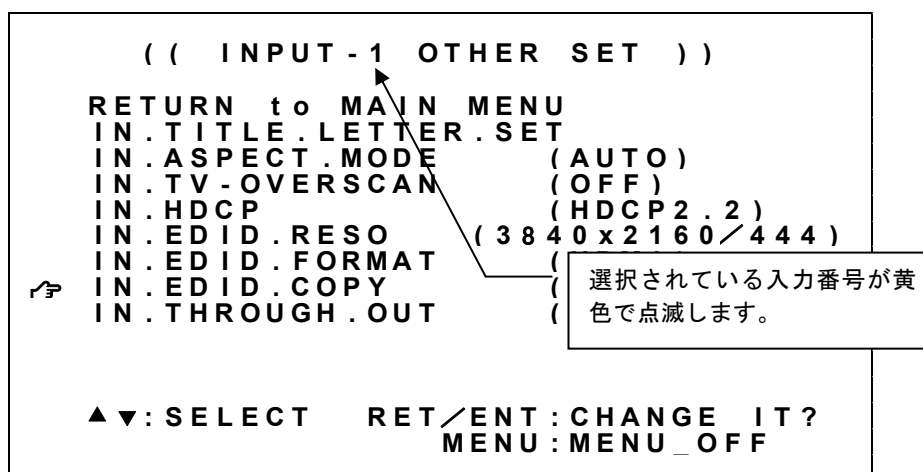 (( INPUT-1 OTHER SET ))
RETURN to MAIN MENU
IN.TITLE.LETTER.SET
IN.ASPECT.MODE (AUTO)
IN.TV-OVERSCAN (OFF)
IN.HDCP (HDCP2.2)
IN.EDID.RESO (3840x2160/444)
IN.EDID.FORMAT (
IN.EDID.COPY (
IN.THROUGH.OUT (
選択されている入力番号が黄
色で点滅します。
▲▼:SELECT RET/ENT:CHANGE IT?
MENU:MENU_OFF